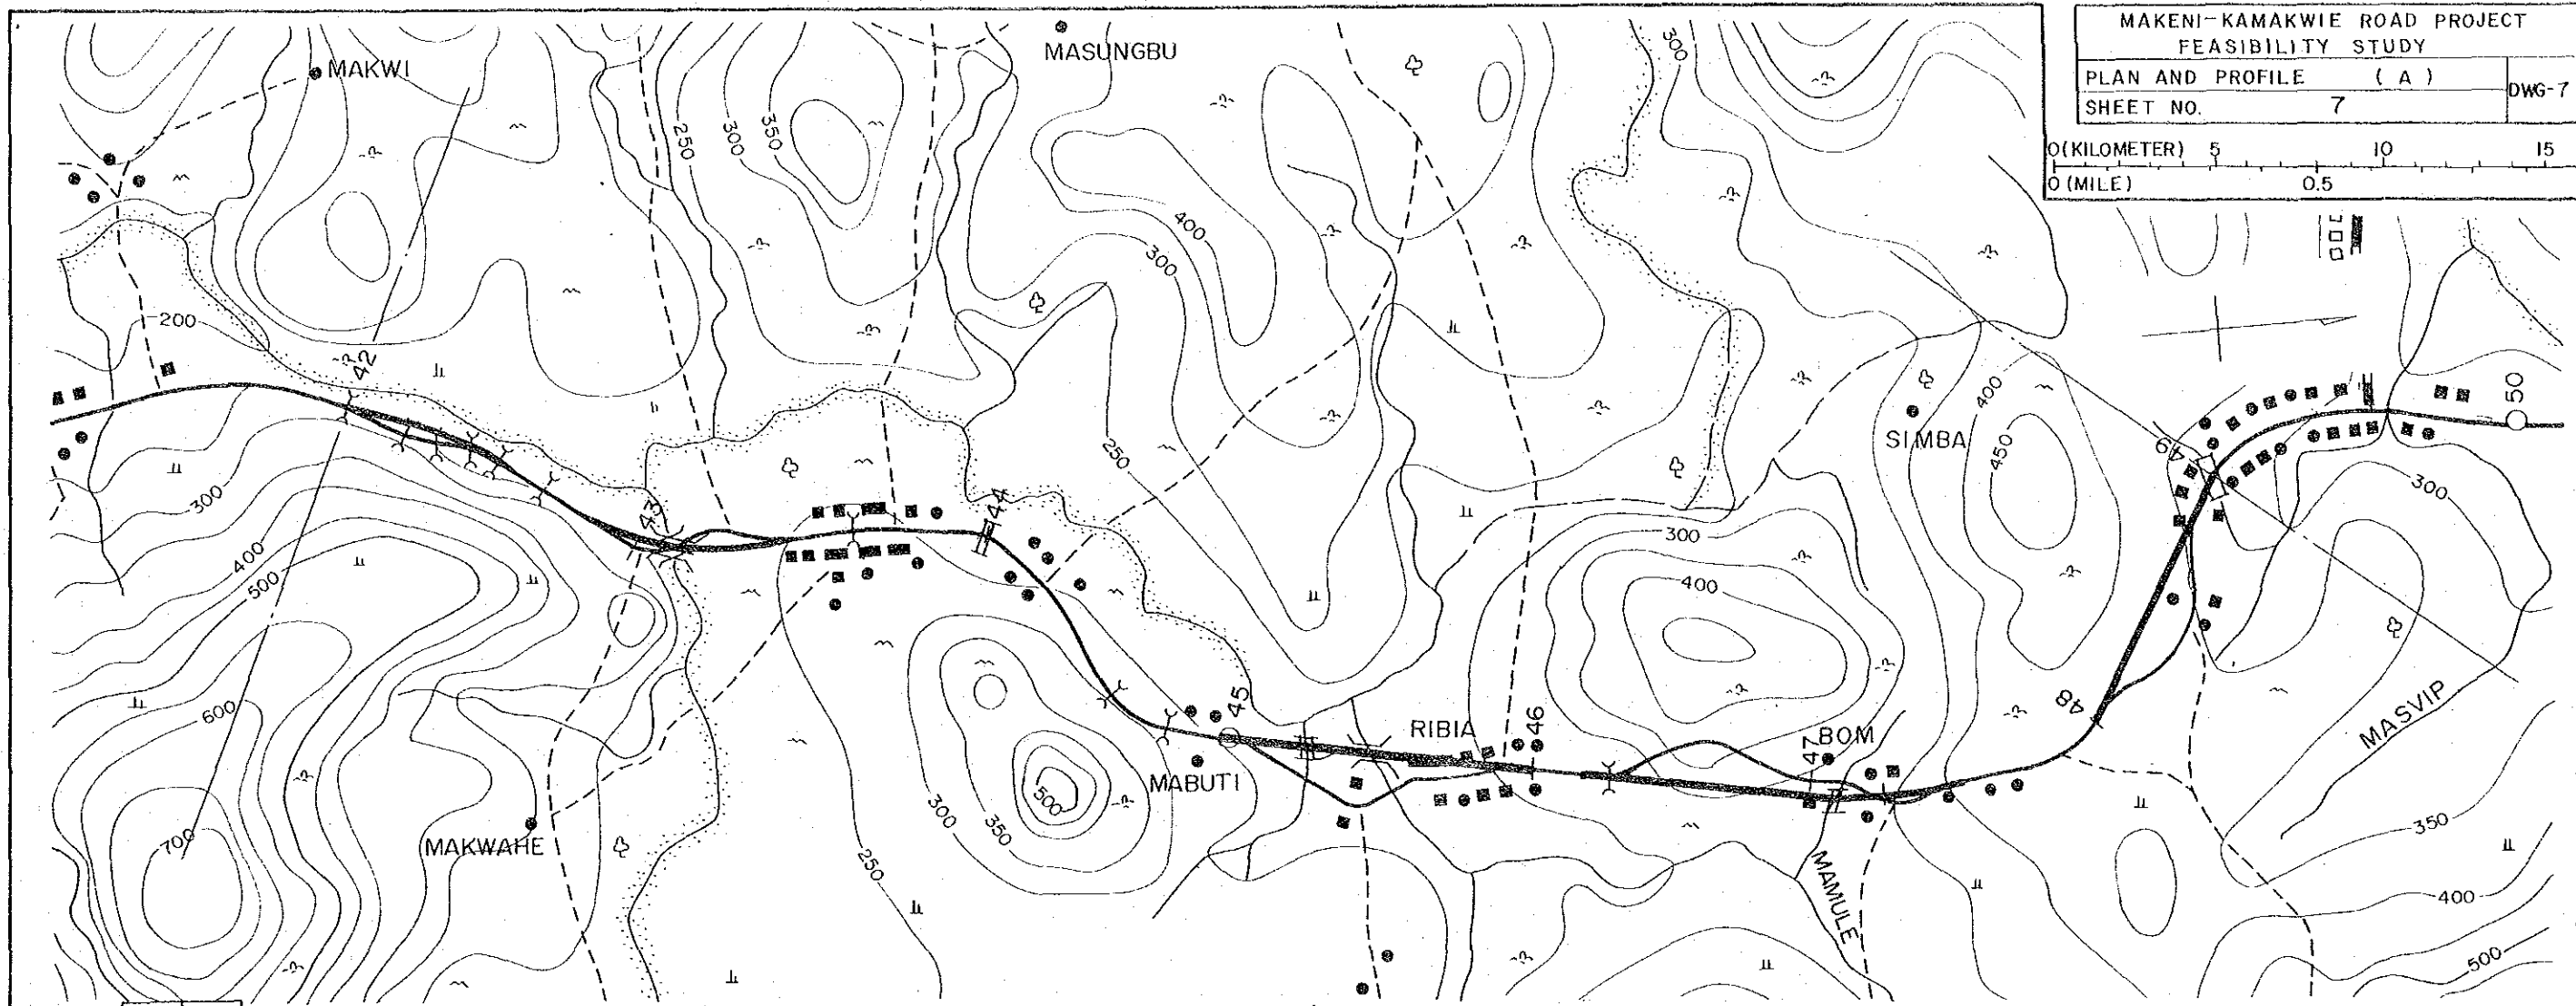 MAKENI-KAMAKWIE ROAD PROJECT
FEASIBILITY STUDY
PLAN AND PROFILE (A)
DWG-7
SHEET NO. 7
0(KILOMETER) 5 10 15
0 (MILE) 0.5
MASUNGBU
MAKWI
300
250
300
350
400
300
200
42
400
450
SIMBA
50
49
300
250
300
43
44
300
400
500
400
600
45
RIBIA
46
47
BOM
48
MASVIP
MABUTI
500
300
350
700
MAKWAHE
250
MAMULE
350
400
500